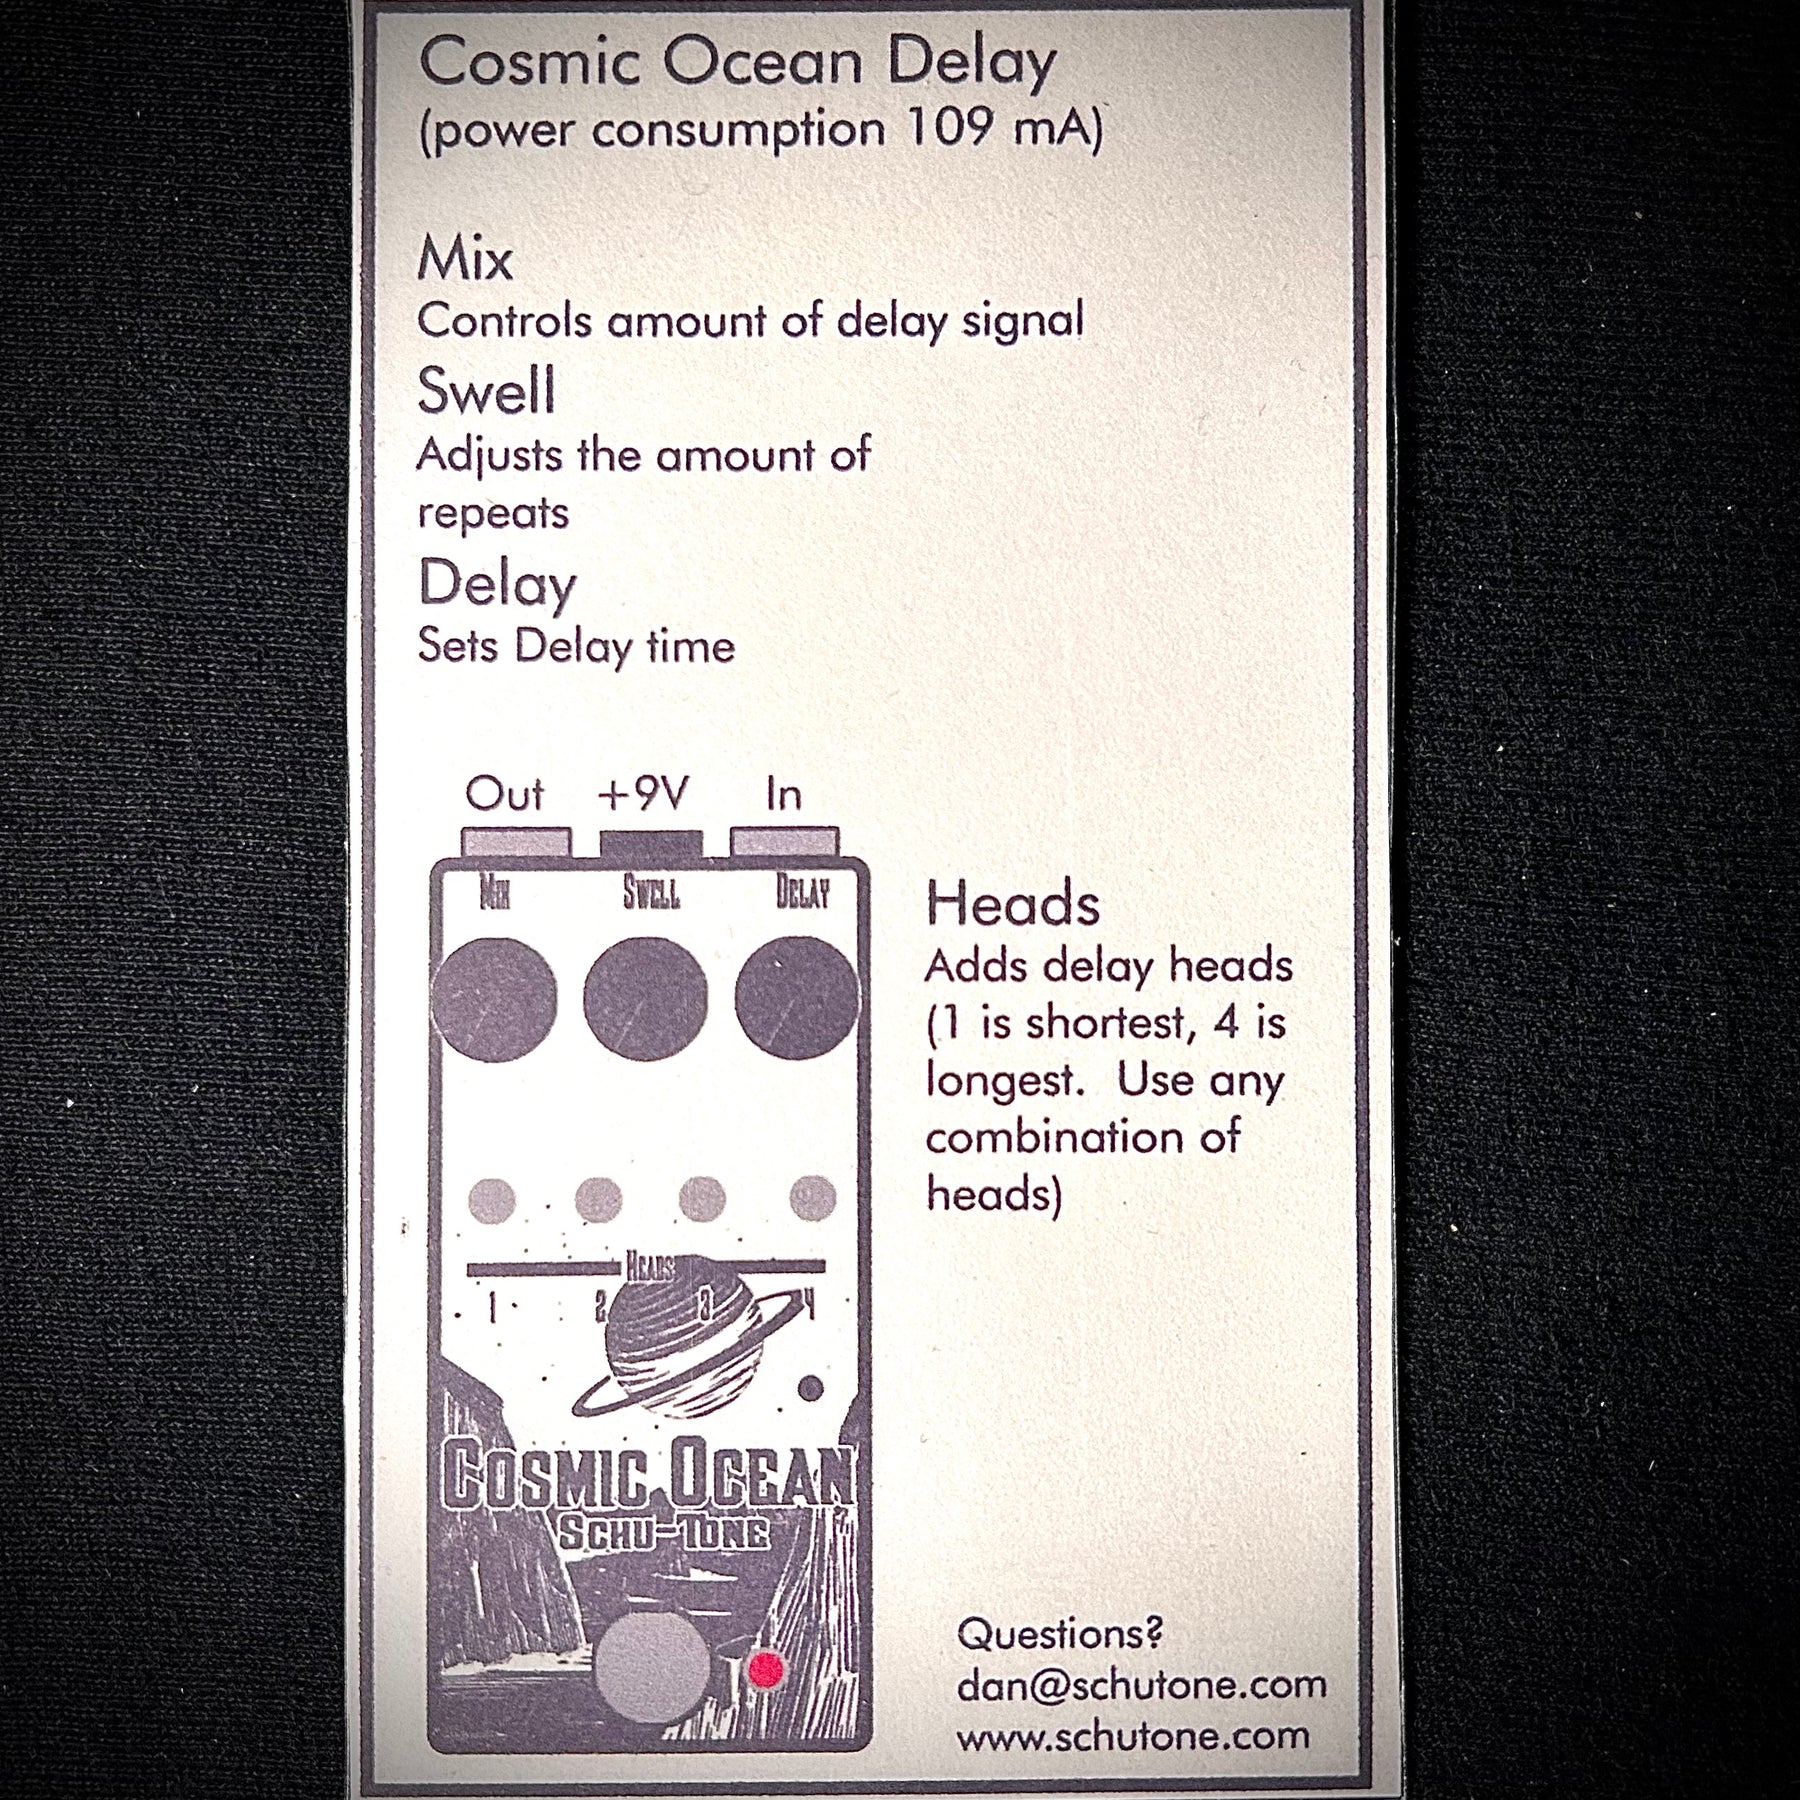 Cosmic Ocean Delay
(power consumption 109 mA)
Mix
Controls amount of delay signal
Swell
Adjusts the amount of
repeats
Delay
Sets Delay time
Out +9V In
Mix Swell Delay
Heads
1 2 3 4
Cosmic Ocean
Schu-Tone
Heads
Adds delay heads
(1 is shortest, 4 is
longest. Use any
combination of
heads)
Questions?
dan@schutone.com
www.schutone.com